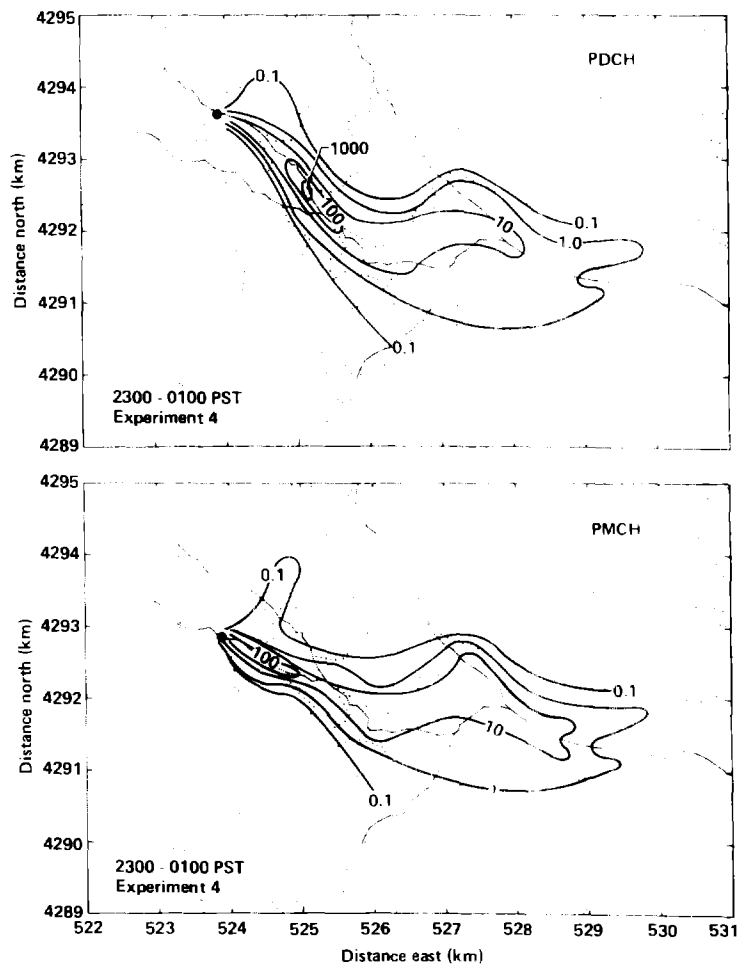 4295
4294
4293
4292
4291
4290
4289
Distance north (km)
PDCH
0.1
1000
100
10
0.1
1.0
0.1
2300 - 0100 PST
Experiment 4
4295
4294
4293
4292
4291
4290
4289
Distance north (km)
PMCH
0.1
100
0.1
10
0.1
2300 - 0100 PST
Experiment 4
522 523 524 525 526 527 528 529 530 531
Distance east (km)